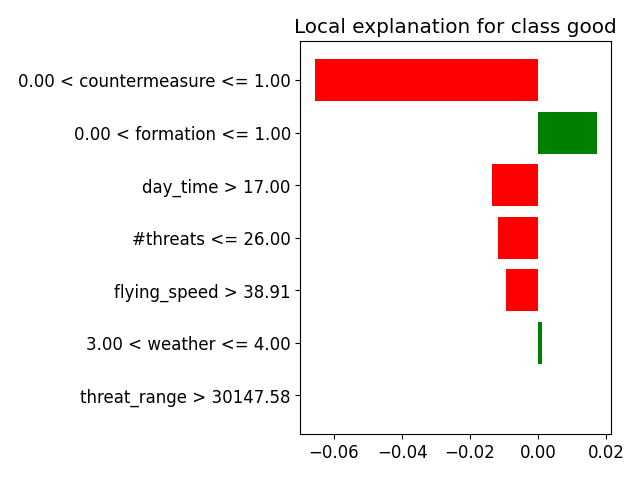 Local explanation for class good
0.00 < countermeasure <= 1.00
0.00 < formation <= 1.00
day_time > 17.00
#threats <= 26.00
flying_speed > 38.91
3.00 < weather <= 4.00
threat_range > 30147.58
−0.06 −0.04 −0.02 0.00 0.02